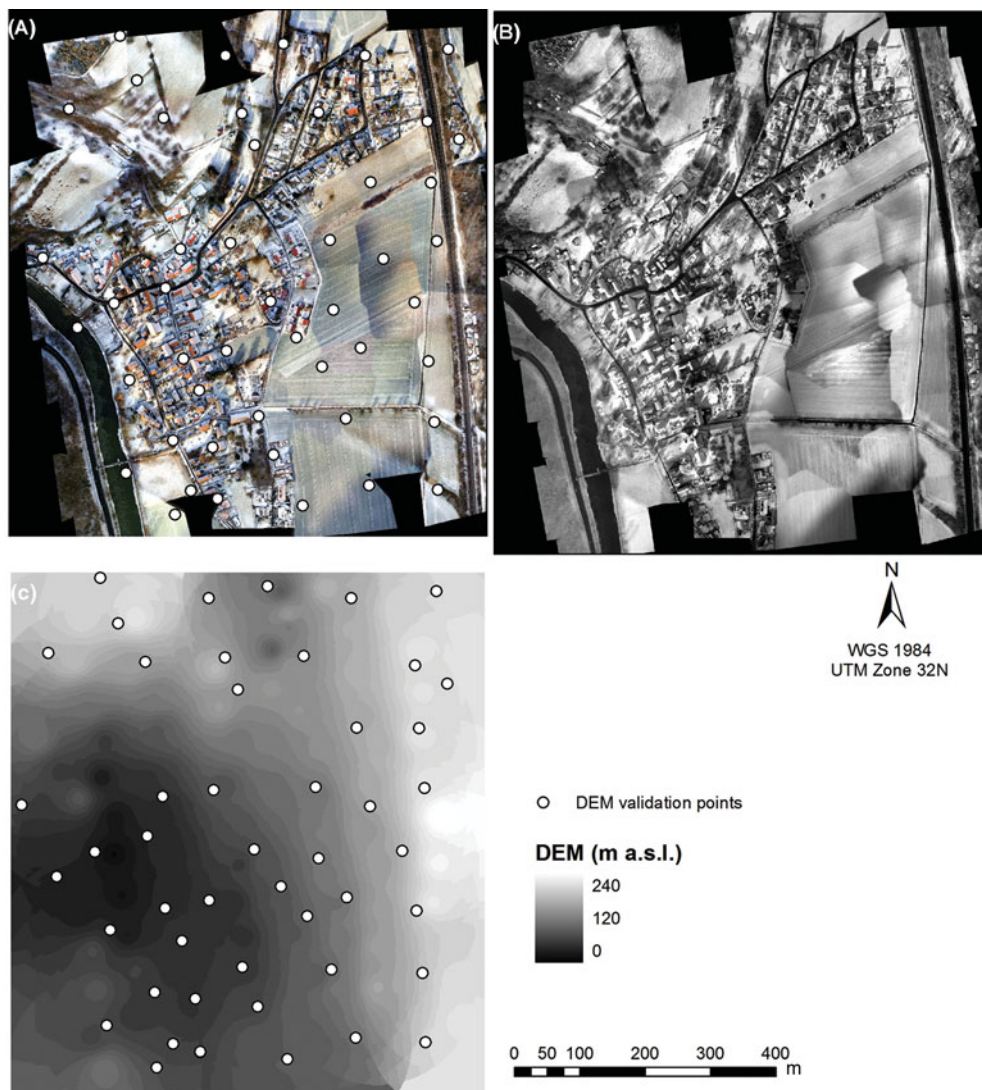 (A)
(B)
(c)
N
WGS 1984
UTM Zone 32N
DEM validation points
DEM (m a.s.l.)
240
120
0
0 50 100 200 300 400
m